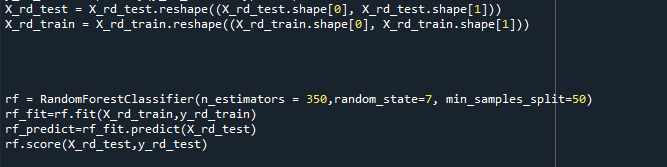 X_rd_test = X_rd_test.reshape((X_rd_test.shape[0], X_rd_test.shape[1]))
X_rd_train = X_rd_train.reshape((X_rd_train.shape[0], X_rd_train.shape[1]))
rf = RandomForestClassifier(n_estimators = 350,random_state=7, min_samples_split=50)
rf_fit=rf.fit(X_rd_train,y_rd_train)
rf_predict=rf_fit.predict(X_rd_test)
rf.score(X_rd_test,y_rd_test)